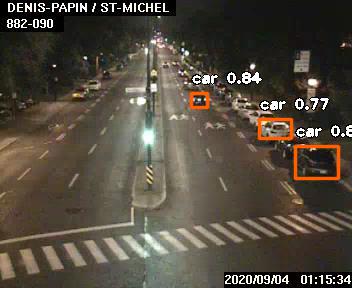 DENIS-PAPIN / ST-MICHEL
882-090
car 0.84
car 0.77
car 0.8
2020/09/04 01:15:34